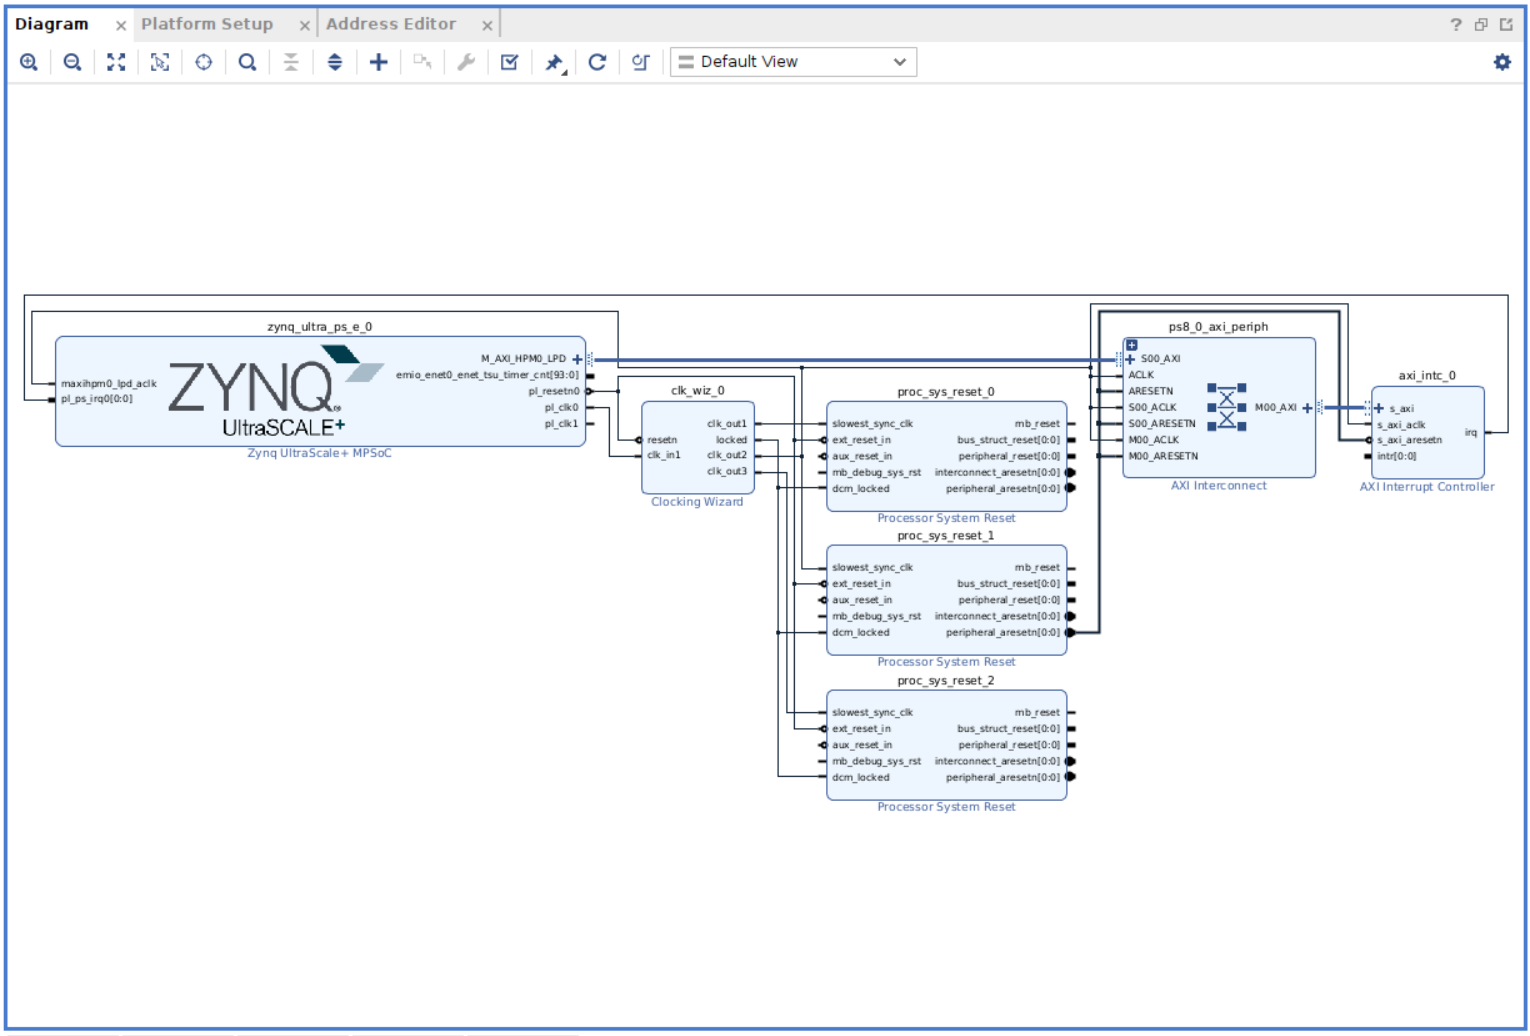 Diagram × Platform Setup × Address Editor ×
?
Default View
zynq_ultra_ps_e_0
maxihpm0_lpd_aclk
pl_ps_irq0[0:0]
ZYNQ
UltraSCALE+
M_AXI_HPM0_LPD
emio_enet0_enet_tsu_timer_cnt[93:0]
pl_resetn0
pl_clk0
pl_clk1
Zynq UltraScale+ MPSoC
clk_wiz_0
resetn
clk_in1
clk_out1
locked
clk_out2
clk_out3
Clocking Wizard
proc_sys_reset_0
slowest_sync_clk
ext_reset_in
aux_reset_in
mb_debug_sys_rst
dcm_locked
mb_reset
bus_struct_reset[0:0]
peripheral_reset[0:0]
interconnect_aresetn[0:0]
peripheral_aresetn[0:0]
Processor System Reset
proc_sys_reset_1
slowest_sync_clk
ext_reset_in
aux_reset_in
mb_debug_sys_rst
dcm_locked
mb_reset
bus_struct_reset[0:0]
peripheral_reset[0:0]
interconnect_aresetn[0:0]
peripheral_aresetn[0:0]
Processor System Reset
proc_sys_reset_2
slowest_sync_clk
ext_reset_in
aux_reset_in
mb_debug_sys_rst
dcm_locked
mb_reset
bus_struct_reset[0:0]
peripheral_reset[0:0]
interconnect_aresetn[0:0]
peripheral_aresetn[0:0]
Processor System Reset
ps8_0_axi_periph
S00_AXI
ACLK
ARESETN
S00_ACLK
S00_ARESETN
M00_ACLK
M00_ARESETN
M00_AXI
AXI Interconnect
axi_intc_0
s_axi
s_axi_aclk
s_axi_aresetn
intr[0:0]
irq
AXI Interrupt Controller